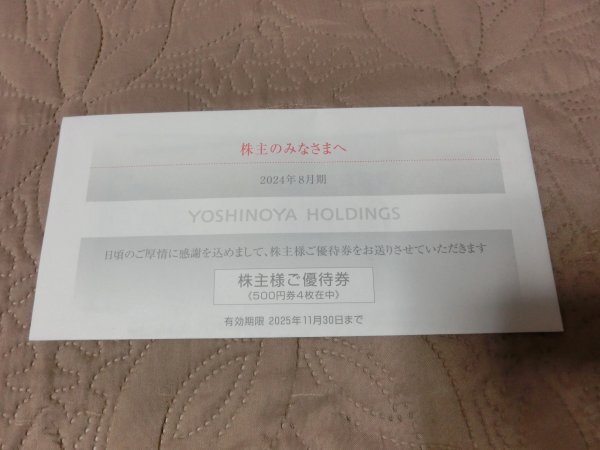 株主のみなさまへ
2024年8月期
YOSHINOYA HOLDINGS
日頃のご厚情に感謝を込めまして、株主様ご優待券をお送りさせていただきます
株主様ご優待券
《500円券4枚在中》
有効期限 2025年11月30日まで